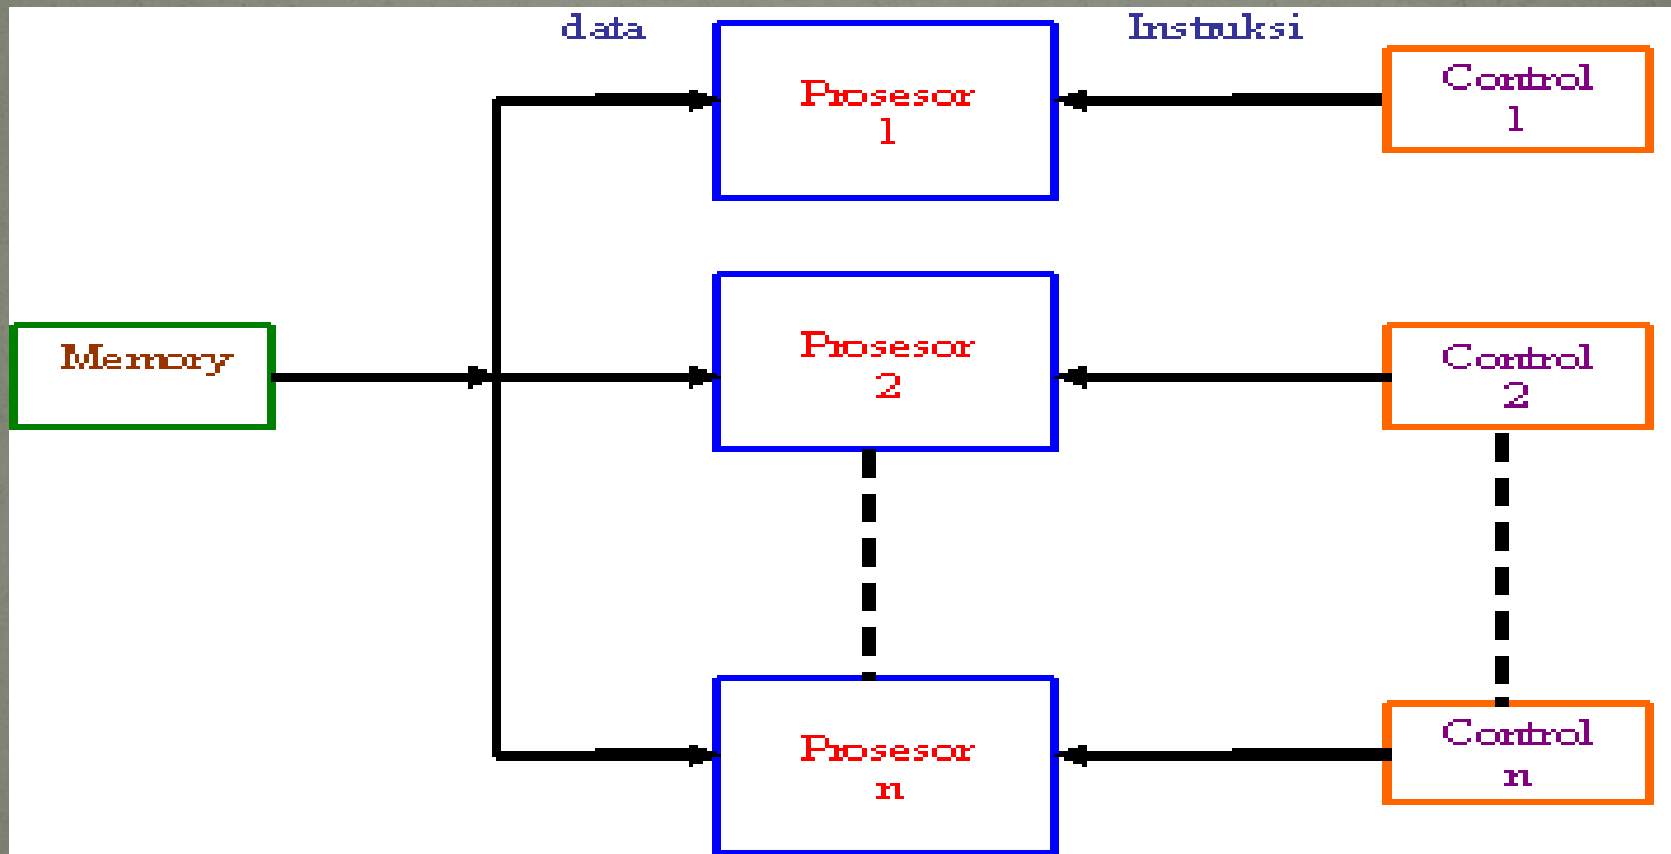 data
Instruksi
Prosesor
1
Control
1
Memory
Prosesor
2
Control
2
Prosesor
n
Control
n